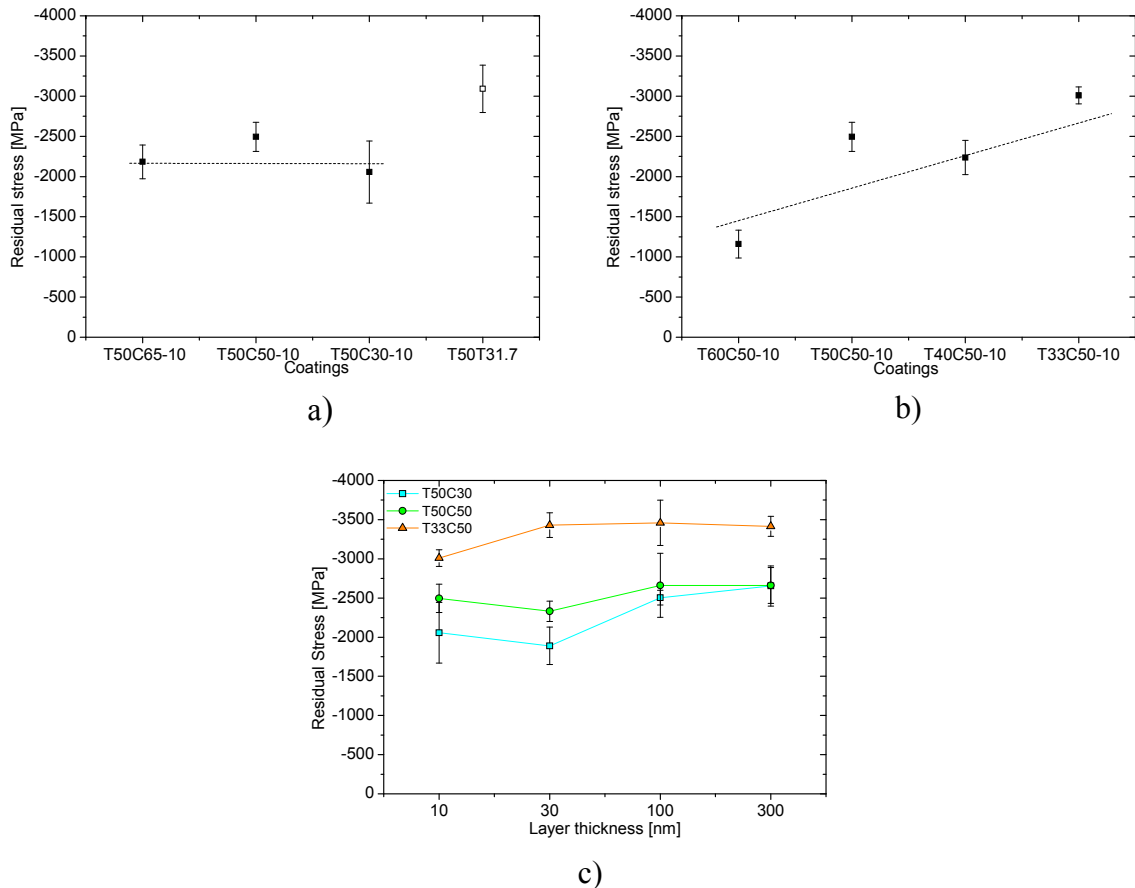 -4000
-3500
-3000
-2500
-2000
-1500
-1000
-500
0
Residual stress [MPa]
T50C65-10
T50C50-10
T50C30-10
T50T31.7
Coatings
a)
-4000
-3500
-3000
-2500
-2000
-1500
-1000
-500
0
Residual stress [MPa]
T60C50-10
T50C50-10
T40C50-10
T33C50-10
Coatings
b)
-4000
-3500
-3000
-2500
-2000
-1500
-1000
-500
0
Residual Stress [MPa]
T50C30
T50C50
T33C50
10
30
100
300
Layer thickness [nm]
c)